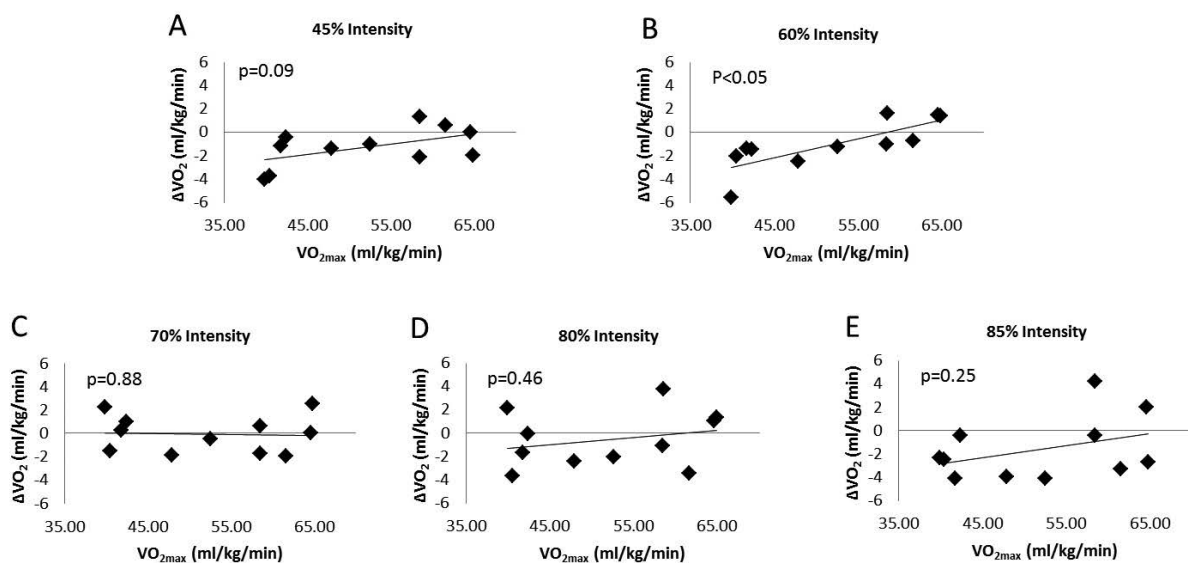 A
45% Intensity
p=0.09
6
4
2
0
-2
-4
-6
ΔVO₂ (ml/kg/min)
35.00 45.00 55.00 65.00
VO₂max (ml/kg/min)
B
60% Intensity
P<0.05
6
4
2
0
-2
-4
-6
ΔVO₂ (ml/kg/min)
35.00 45.00 55.00 65.00
VO₂max (ml/kg/min)
C
70% Intensity
p=0.88
6
4
2
0
-2
-4
-6
ΔVO₂ (ml/kg/min)
35.00 45.00 55.00 65.00
VO₂max (ml/kg/min)
D
80% Intensity
p=0.46
6
4
2
0
-2
-4
-6
ΔVO₂ (ml/kg/min)
35.00 45.00 55.00 65.00
VO₂max (ml/kg/min)
E
85% Intensity
p=0.25
6
4
2
0
-2
-4
-6
ΔVO₂ (ml/kg/min)
35.00 45.00 55.00 65.00
VO₂max (ml/kg/min)